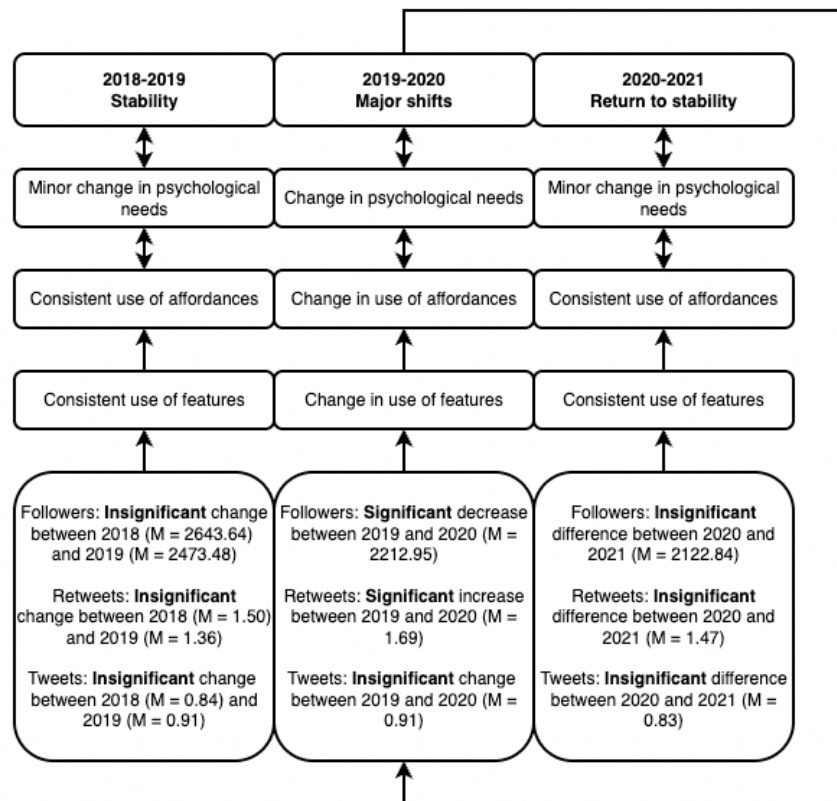 2018-2019
Stability
2019-2020
Major shifts
2020-2021
Return to stability
Minor change in psychological
needs
Change in psychological needs
Minor change in psychological
needs
Consistent use of affordances
Change in use of affordances
Consistent use of affordances
Consistent use of features
Change in use of features
Consistent use of features
Followers: Insignificant change
between 2018 (M = 2643.64)
and 2019 (M = 2473.48)
Retweets: Insignificant
change between 2018 (M = 1.50)
and 2019 (M = 1.36)
Tweets: Insignificant change
between 2018 (M = 0.84) and
2019 (M = 0.91)
Followers: Significant decrease
between 2019 and 2020 (M =
2212.95)
Retweets: Significant increase
between 2019 and 2020 (M =
1.69)
Tweets: Insignificant change
between 2019 and 2020 (M =
0.91)
Followers: Insignificant
difference between 2020 and
2021 (M = 2122.84)
Retweets: Insignificant
difference between 2020 and
2021 (M = 1.47)
Tweets: Insignificant difference
between 2020 and 2021 (M =
0.83)